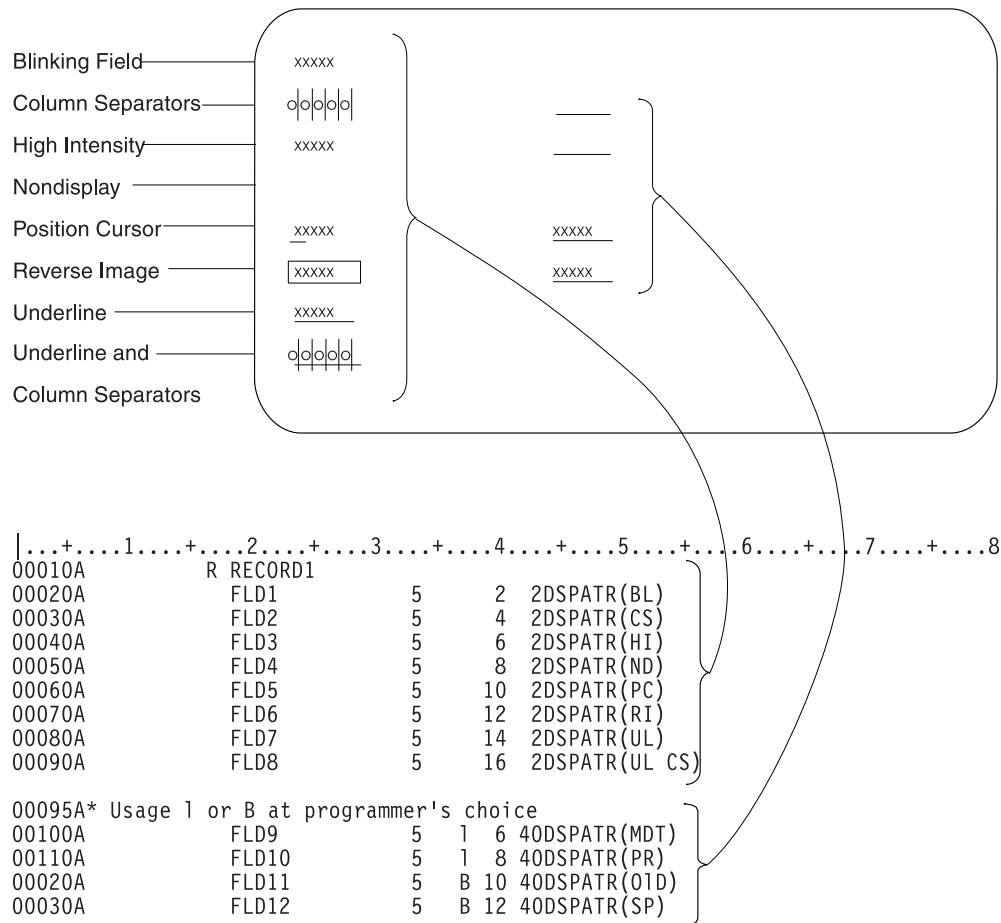 Blinking Field xxxxx
Column Separators ooooo
High Intensity xxxxx
Nondisplay
Position Cursor xxxxx xxxxx
Reverse Image xxxxx xxxxx
Underline xxxxx
Underline and ooooo
Column Separators
|...+....1....+....2....+....3....+....4....+....5....+....6....+....7....+....8
00010A R RECORD1
00020A FLD1 5 2 2DSPATR(BL)
00030A FLD2 5 4 2DSPATR(CS)
00040A FLD3 5 6 2DSPATR(HI)
00050A FLD4 5 8 2DSPATR(ND)
00060A FLD5 5 10 2DSPATR(PC)
00070A FLD6 5 12 2DSPATR(RI)
00080A FLD7 5 14 2DSPATR(UL)
00090A FLD8 5 16 2DSPATR(UL CS)
00095A* Usage l or B at programmer's choice
00100A FLD9 5 l 6 40DSPATR(MDT)
00110A FLD10 5 l 8 40DSPATR(PR)
00020A FLD11 5 B 10 40DSPATR(OlD)
00030A FLD12 5 B 12 40DSPATR(SP)